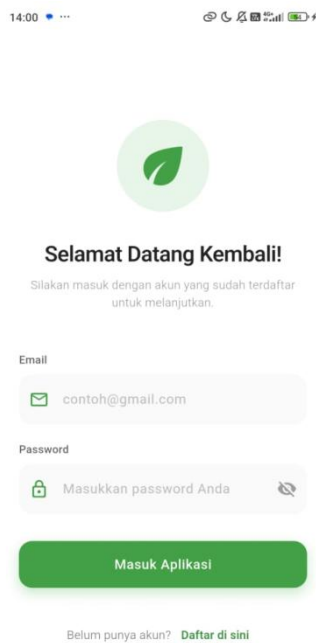 14:00
Selamat Datang Kembali!
Silakan masuk dengan akun yang sudah terdaftar
untuk melanjutkan.
Email
contoh@gmail.com
Password
Masukkan password Anda
Masuk Aplikasi
Belum punya akun? Daftar di sini